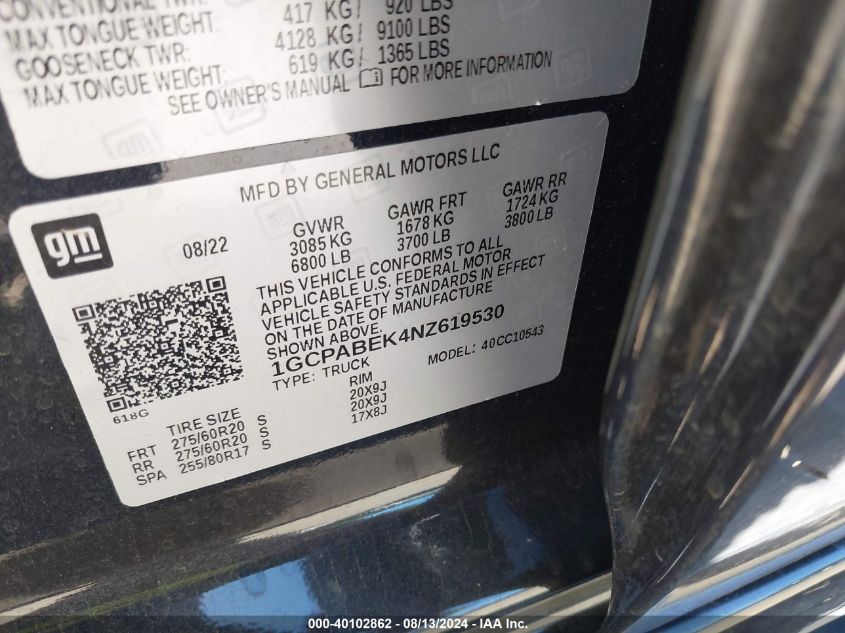 CONVENTIONAL TWR: 417 KG/ 920 LBS
MAX TONGUE WEIGHT: 4128 KG/ 9100 LBS
GOOSENECK TWR: 619 KG/ 1365 LBS
MAX TONGUE WEIGHT:
SEE OWNER'S MANUAL FOR MORE INFORMATION
MFD BY GENERAL MOTORS LLC
gm
08/22
GVWR GAWR FRT GAWR RR
3085 KG 1678 KG 1724 KG
6800 LB 3700 LB 3800 LB
THIS VEHICLE CONFORMS TO ALL
APPLICABLE U.S. FEDERAL MOTOR
VEHICLE SAFETY STANDARDS IN EFFECT
ON THE DATE OF MANUFACTURE
SHOWN ABOVE.
1GCPABEK4NZ619530
TYPE: TRUCK MODEL: 40CC10543
618G
TIRE SIZE RIM
FRT 275/60R20 S 20X9J
RR 275/60R20 S 20X9J
SPA 255/80R17 S 17X8J
000-40102862 - 08/13/2024 - IAAI.com